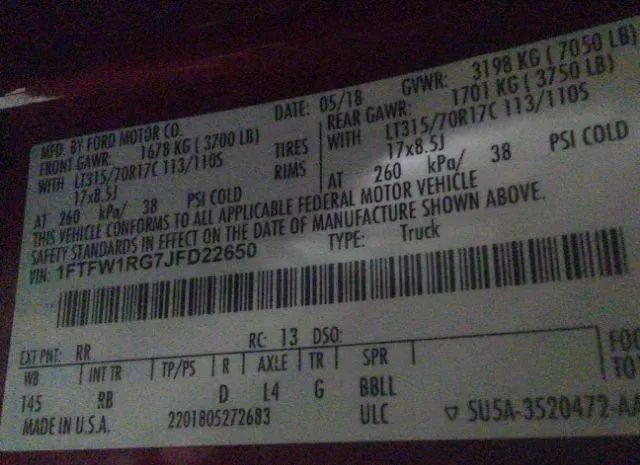 MFD. BY FORD MOTOR CO.
DATE: 05/18
GVWR: 3198 KG ( 7050 LB)
FRONT GAWR: 1678 KG ( 3700 LB)
REAR GAWR: 1701 KG ( 3750 LB)
WITH LT315/70R17C 113/110S
TIRES
WITH LT315/70R17C 113/110S
17x8.5J
RIMS
17x8.5J
AT 260 kPa/ 38 PSI COLD
AT 260 kPa/ 38 PSI COLD
THIS VEHICLE CONFORMS TO ALL APPLICABLE FEDERAL MOTOR VEHICLE
SAFETY STANDARDS IN EFFECT ON THE DATE OF MANUFACTURE SHOWN ABOVE.
VIN: 1FTFW1RG7JFD22650
TYPE: Truck
EXT PNT: RR
RC: 13 DSO:
WB INT TR TP/PS R AXLE TR SPR
145 RB D L4 G BBLL
MADE IN U.S.A. 2201805272683 ULC
5U5A-3520472-AA
TO